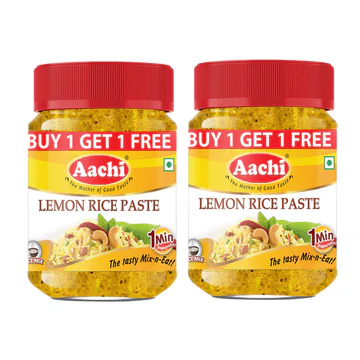 BUY 1 GET 1 FREE
Aachi
The Mother of Good Taste
LEMON RICE PASTE
1 Min
The tasty Mix-n-Eat!
BUY 1 GET 1 FREE
Aachi
The Mother of Good Taste
LEMON RICE PASTE
1 Min
The tasty Mix-n-Eat!